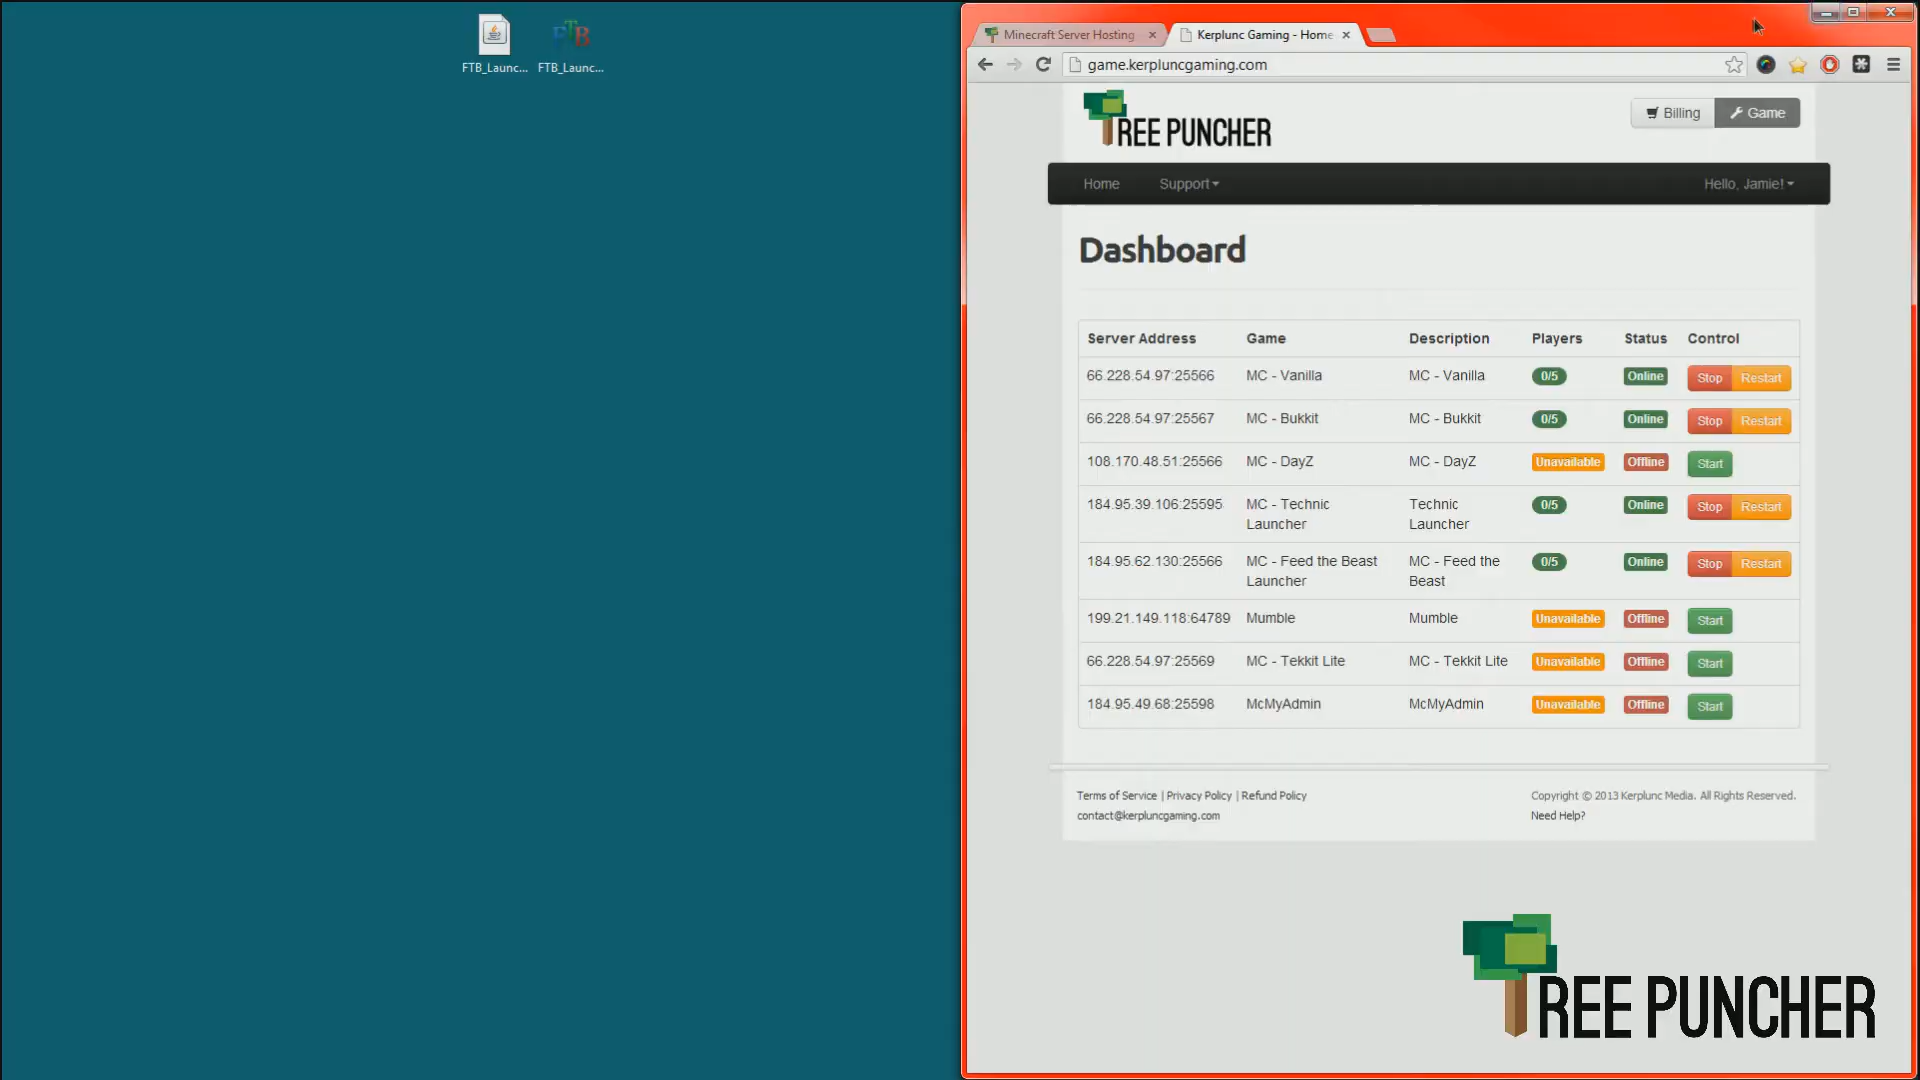 FTB_Launc... FTB_Launc...
Minecraft Server Hosting
Kerplunc Gaming - Home
game.kerpluncgaming.com
REE PUNCHER
Billing Game
Home Support Hello, Jamie!
Dashboard
Server Address Game Description Players Status Control
66.228.54.97:25566 MC - Vanilla MC - Vanilla 0/5 Online Stop Restart
66.228.54.97:25567 MC - Bukkit MC - Bukkit 0/5 Online Stop Restart
108.170.48.51:25566 MC - DayZ MC - DayZ Unavailable Offline Start
184.95.39.106:25595 MC - Technic Technic 0/5 Online Stop Restart
Launcher Launcher
184.95.62.130:25566 MC - Feed the Beast MC - Feed the 0/5 Online Stop Restart
Launcher Beast
199.21.149.118:64789 Mumble Mumble Unavailable Offline Start
66.228.54.97:25569 MC - Tekkit Lite MC - Tekkit Lite Unavailable Offline Start
184.95.49.68:25598 McMyAdmin McMyAdmin Unavailable Offline Start
Terms of Service | Privacy Policy | Refund Policy Copyright © 2013 Kerplunc Media. All Rights Reserved.
contact@kerpluncgaming.com Need Help?
REE PUNCHER